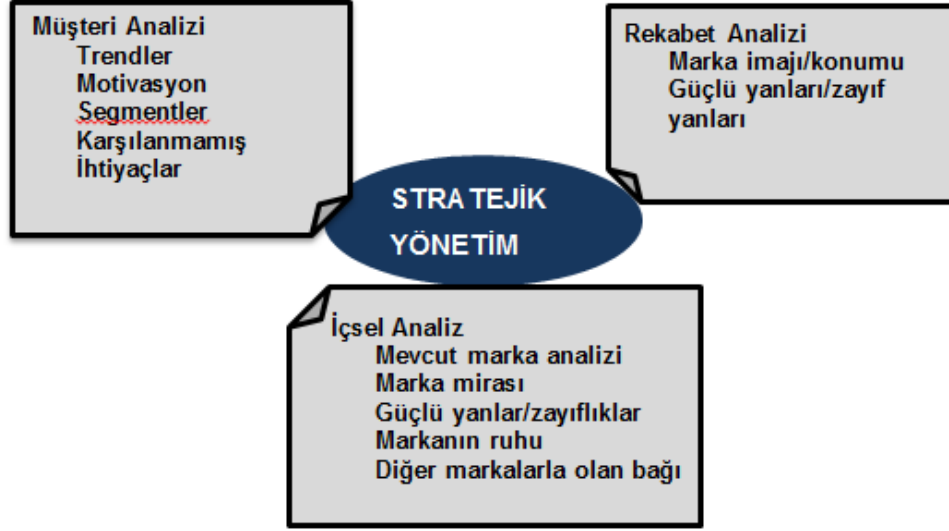 Müşteri Analizi
Trendler
Motivasyon
Segmentler
Karşılanmamış
İhtiyaçlar
Rekabet Analizi
Marka imajı/konumu
Güçlü yanları/zayıf
yanları
STRA TEJİK
YÖNETİM
İçsel Analiz
Mevcut marka analizi
Marka mirası
Güçlü yanlar/zayıflıklar
Markanın ruhu
Diğer markalarla olan bağı